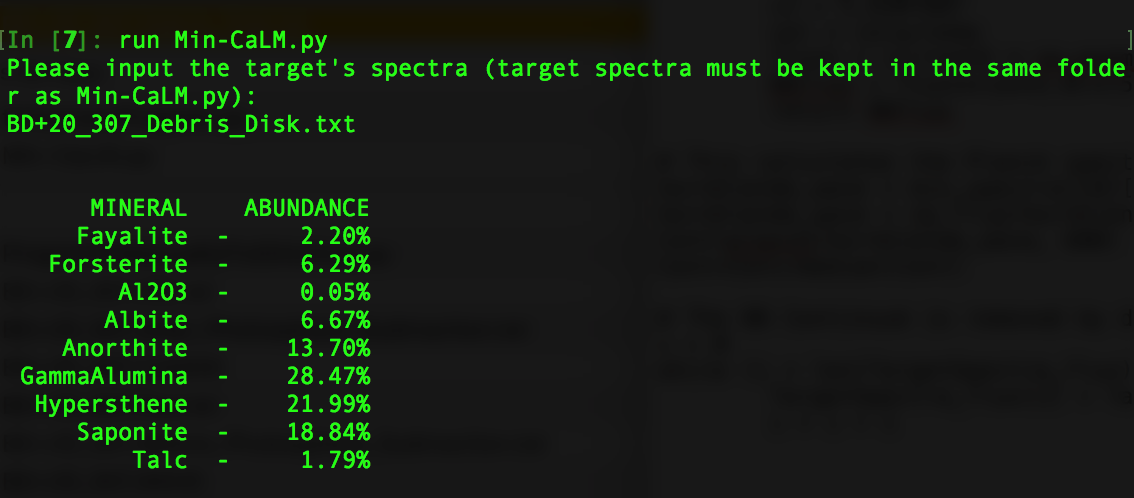 [In [7]: run Min-CaLM.py ]
Please input the target's spectra (target spectra must be kept in the same folde
r as Min-CaLM.py):
BD+20_307_Debris_Disk.txt
MINERAL ABUNDANCE
Fayalite - 2.20%
Forsterite - 6.29%
Al2O3 - 0.05%
Albite - 6.67%
Anorthite - 13.70%
GammaAlumina - 28.47%
Hypersthene - 21.99%
Saponite - 18.84%
Talc - 1.79%